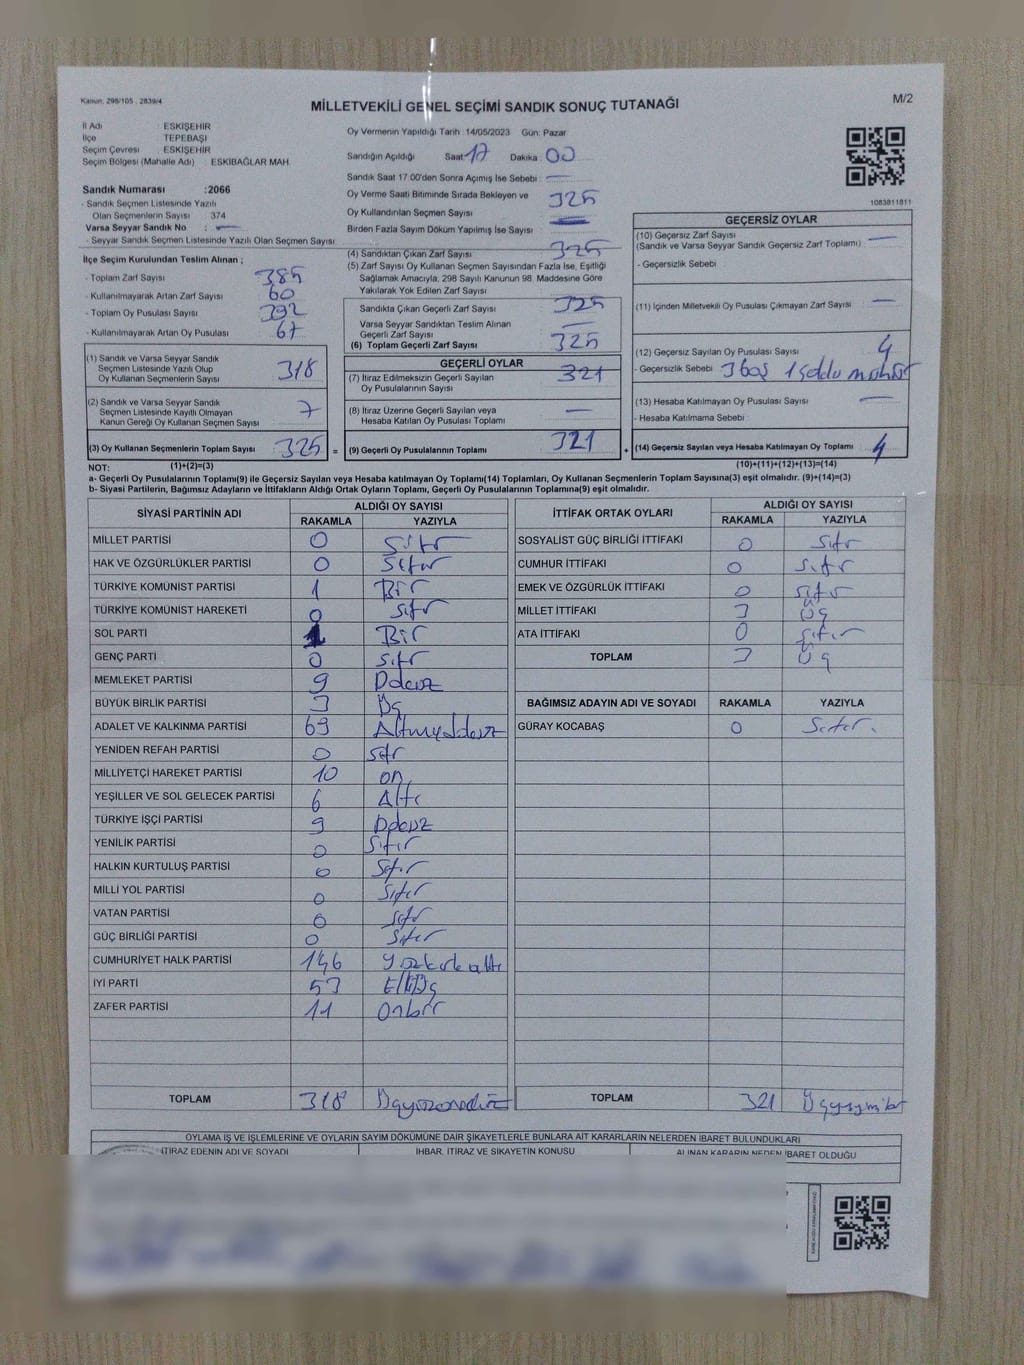 Kanun: 298/105 , 2839/4
MİLLETVEKİLİ GENEL SEÇİMİ SANDIK SONUÇ TUTANAĞI
M/2
İl Adı : ESKİŞEHİR
İlçe : TEPEBAŞI
Seçim Çevresi : ESKİŞEHİR
Seçim Bölgesi (Mahalle Adı) : ESKİBAĞLAR MAH.
Sandık Numarası :2066
- Sandık Seçmen Listesinde Yazılı
Olan Seçmenlerin Sayısı 374
Varsa Seyyar Sandık No : —
- Seyyar Sandık Seçmen Listesinde Yazılı Olan Seçmen Sayısı:
İlçe Seçim Kurulundan Teslim Alınan ;
- Toplam Zarf Sayısı 385
- Kullanılmayarak Artan Zarf Sayısı 60
- Toplam Oy Pusulası Sayısı 392
- Kullanılmayarak Artan Oy Pusulası 67
(1) Sandık ve Varsa Seyyar Sandık
Seçmen Listesinde Yazılı Olup
Oy Kullanan Seçmenlerin Sayısı 318
(2) Sandık ve Varsa Seyyar Sandık
Seçmen Listesinde Kayıtlı Olmayan
Kanun Gereği Oy Kullanan Seçmen Sayısı 7
(3) Oy Kullanan Seçmenlerin Toplam Sayısı 325
Oy Vermenin Yapıldığı Tarih :14/05/2023 Gün: Pazar
Sandığın Açıldığı Saat: 17 Dakika : 00
Sandık Saat 17.00'den Sonra Açımış İse Sebebi : —
Oy Verme Saati Bitiminde Sırada Bekleyen ve
Oy Kullandırılan Seçmen Sayısı 325
Birden Fazla Sayım Döküm Yapılmış İse Sayısı : —
(4) Sandıktan Çıkan Zarf Sayısı 325
(5) Zarf Sayısı Oy Kullanan Seçmen Sayısından Fazla İse, Eşitliği
Sağlamak Amacıyla, 298 Sayılı Kanunun 98. Maddesine Göre
Yakılarak Yok Edilen Zarf Sayısı
Sandıkta Çıkan Geçerli Zarf Sayısı 325
Varsa Seyyar Sandıktan Teslim Alınan
Geçerli Zarf Sayısı —
(6) Toplam Geçerli Zarf Sayısı 325
GEÇERLİ OYLAR
(7) İtiraz Edilmeksizin Geçerli Sayılan
Oy Pusulalarının Sayısı 321
(8) İtiraz Üzerine Geçerli Sayılan veya
Hesaba Katılan Oy Pusulası Toplamı —
= (9) Geçerli Oy Pusulalarının Toplamı 321 +
1083811811
GEÇERSİZ OYLAR
(10) Geçersiz Zarf Sayısı
(Sandık ve Varsa Seyyar Sandık Geçersiz Zarf Toplamı) : —
- Geçersizlik Sebebi :
(11) İçinden Milletvekili Oy Pusulası Çıkmayan Zarf Sayısı —
(12) Geçersiz Sayılan Oy Pusulası Sayısı 4
- Geçersizlik Sebebi 3 boş 1
(13) Hesaba Katılmayan Oy Pusulası Sayısı —
- Hesaba Katılmama Sebebi :
(14) Geçersiz Sayılan veya Hesaba Katılmayan Oy Toplamı 4
NOT: (1)+(2)=(3) (10)+(11)+(12)+(13)=(14)
a- Geçerli Oy Pusulalarının Toplamı(9) ile Geçersiz Sayılan veya Hesaba katılmayan Oy Toplamı(14) Toplamları, Oy Kullanan Seçmenlerin Toplam Sayısına(3) eşit olmalıdır. (9)+(14)=(3)
b- Siyasi Partilerin, Bağımsız Adayların ve İttifakların Aldığı Ortak Oyların Toplamı, Geçerli Oy Pusulalarının Toplamına(9) eşit olmalıdır.
SİYASİ PARTİNİN ADI ALDIĞI OY SAYISI
RAKAMLA YAZIYLA
MİLLET PARTİSİ 0 Sıfır
HAK VE ÖZGÜRLÜKLER PARTİSİ 0 Sıfır
TÜRKİYE KOMÜNİST PARTİSİ 1 Bir
TÜRKİYE KOMÜNİST HAREKETİ 0 sıfır
SOL PARTİ 1 Bir
GENÇ PARTİ 0 sıfır
MEMLEKET PARTİSİ 9 Dokuz
BÜYÜK BİRLİK PARTİSİ 3 Üç
ADALET VE KALKINMA PARTİSİ 69 Altmışdokuz
YENİDEN REFAH PARTİSİ 0 sıfır
MİLLİYETÇİ HAREKET PARTİSİ 10 on
YEŞİLLER VE SOL GELECEK PARTİSİ 6 Altı
TÜRKİYE İŞÇİ PARTİSİ 9 Dokuz
YENİLİK PARTİSİ 0 Sıfır
HALKIN KURTULUŞ PARTİSİ 0 Sıfır
MİLLİ YOL PARTİSİ 0 Sıfır
VATAN PARTİSİ 0 Sıfır
GÜÇ BİRLİĞİ PARTİSİ 0 Sıfır
CUMHURİYET HALK PARTİSİ 146 Yüzkırkaltı
İYİ PARTİ 53 Elliüç
ZAFER PARTİSİ 11 Onbir
TOPLAM 318 Üçyüzonsekiz
İTTİFAK ORTAK OYLARI ALDIĞI OY SAYISI
RAKAMLA YAZIYLA
SOSYALİST GÜÇ BİRLİĞİ İTTİFAKI 0 Sıfır
CUMHUR İTTİFAKI 0 sıfır
EMEK VE ÖZGÜRLÜK İTTİFAKI 0 sıfır
MİLLET İTTİFAKI 3 Üç
ATA İTTİFAKI 0 sıfır
TOPLAM 3 Üç
BAĞIMSIZ ADAYIN ADI VE SOYADI RAKAMLA YAZIYLA
GÜRAY KOCABAŞ 0 Sıfır.
TOPLAM 321 Üçyüzyirmibir
OYLAMA İŞ VE İŞLEMLERİNE VE OYLARIN SAYIM DÖKÜMÜNE DAİR ŞİKAYETLERLE BUNLARA AİT KARARLARIN NELERDEN İBARET BULUNDUKLARI
İTİRAZ EDENİN ADI VE SOYADI İHBAR, İTİRAZ VE ŞİKAYETİN KONUSU ALINAN KARARIN NEDEN İBARET OLDUĞU